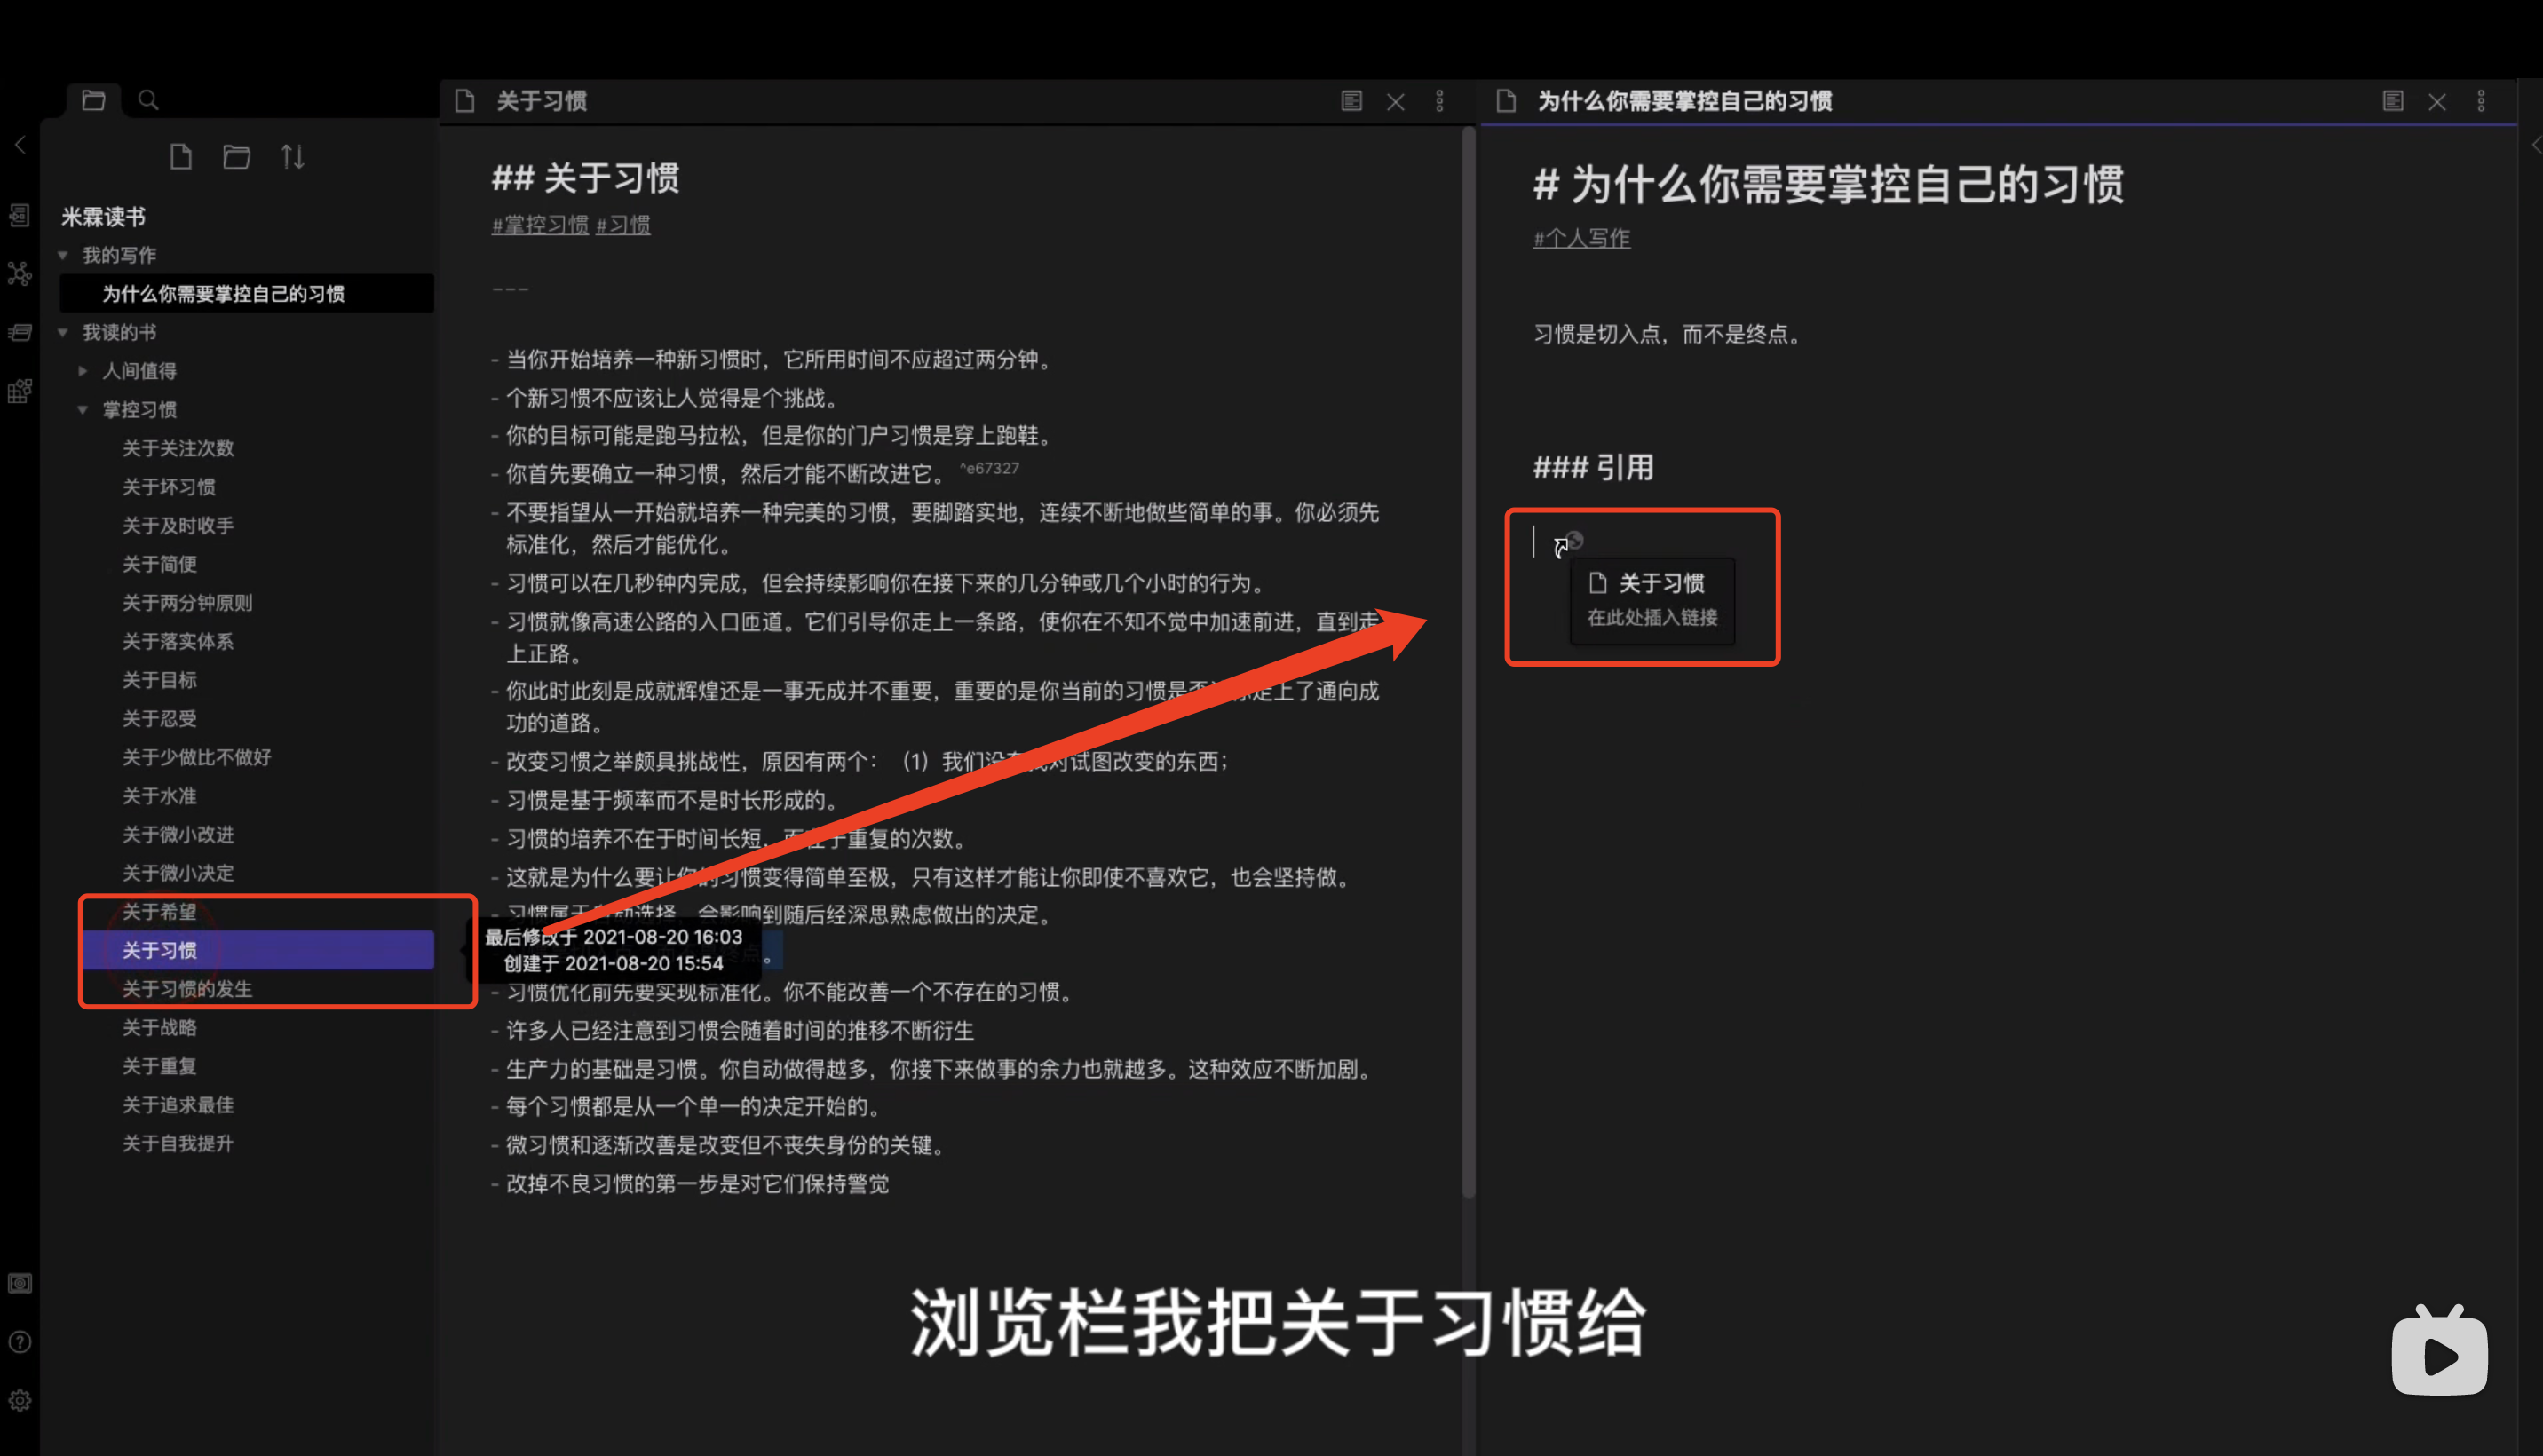 米霖读书
我的写作
为什么你需要掌控自己的习惯
我读的书
人间值得
掌控习惯
关于关注次数
关于坏习惯
关于及时收手
关于简便
关于两分钟原则
关于落实体系
关于目标
关于忍受
关于少做比不做好
关于水准
关于微小改进
关于微小决定
关于希望
关于习惯
关于习惯的发生
关于战略
关于重复
关于追求最佳
关于自我提升
关于习惯
## 关于习惯
#掌控习惯 #习惯
---
- 当你开始培养一种新习惯时，它所用时间不应超过两分钟。
- 个新习惯不应该让人觉得是个挑战。
- 你的目标可能是跑马拉松，但是你的门户习惯是穿上跑鞋。
- 你首先要确立一种习惯，然后才能不断改进它。 ^e67327
- 不要指望从一开始就培养一种完美的习惯，要脚踏实地，连续不断地做些简单的事。你必须先
标准化，然后才能优化。
- 习惯可以在几秒钟内完成，但会持续影响你在接下来的几分钟或几个小时的行为。
- 习惯就像高速公路的入口匝道。它们引导你走上一条路，使你在不知不觉中加速前进，直到走
上正路。
- 你此时此刻是成就辉煌还是一事无成并不重要，重要的是你当前的习惯是 走上了通向成
功的道路。
- 改变习惯之举颇具挑战性，原因有两个：（1）我们没 对试图改变的东西；
- 习惯是基于频率而不是时长形成的。
- 习惯的培养不在于时间长短， 于重复的次数。
- 这就是为什么要让你的习惯变得简单至极，只有这样才能让你即使不喜欢它，也会坚持做。
- 习惯属于自动选择，会影响到随后经深思熟虑做出的决定。
最后修改于 2021-08-20 16:03
创建于 2021-08-20 15:54
- 习惯优化前先要实现标准化。你不能改善一个不存在的习惯。
- 许多人已经注意到习惯会随着时间的推移不断衍生
- 生产力的基础是习惯。你自动做得越多，你接下来做事的余力也就越多。这种效应不断加剧。
- 每个习惯都是从一个单一的决定开始的。
- 微习惯和逐渐改善是改变但不丧失身份的关键。
- 改掉不良习惯的第一步是对它们保持警觉
为什么你需要掌控自己的习惯
# 为什么你需要掌控自己的习惯
#个人写作
习惯是切入点，而不是终点。
### 引用
关于习惯
在此处插入链接
浏览栏我把关于习惯给